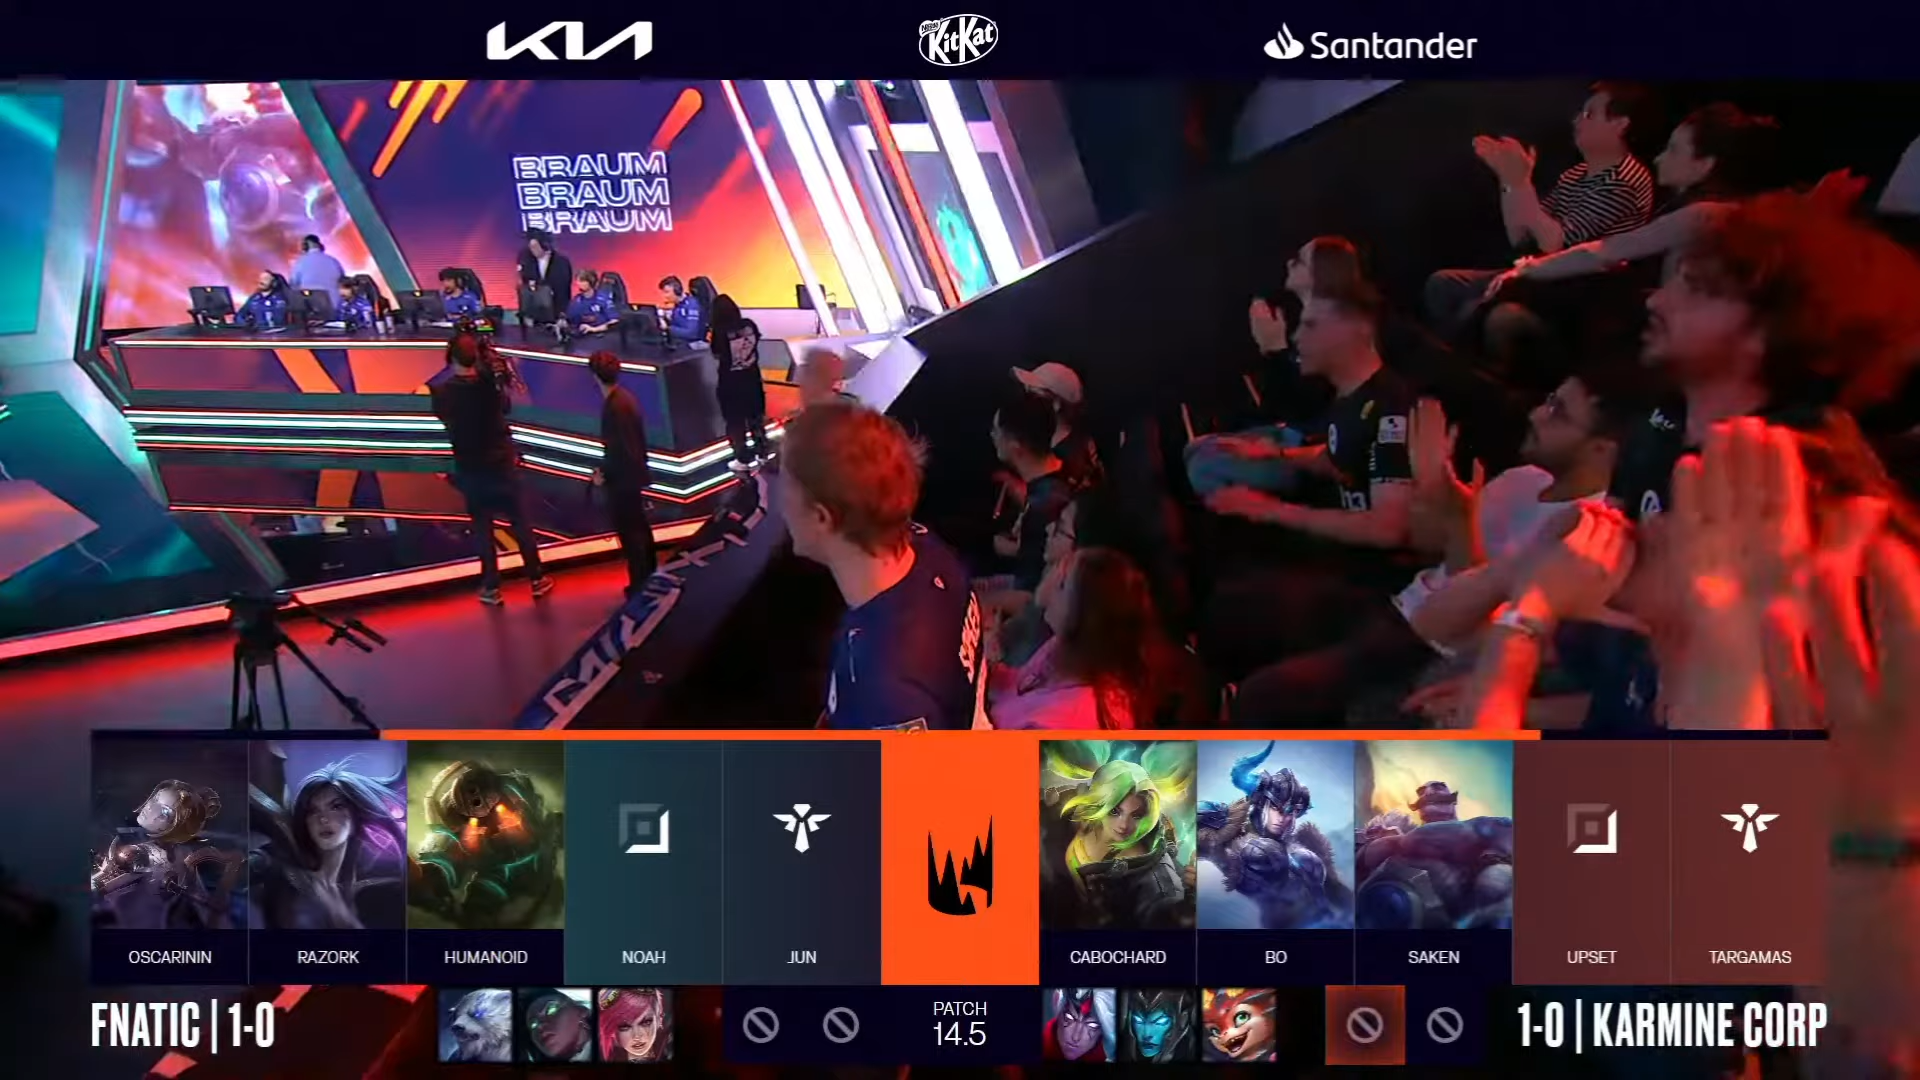 KIA
KitKat
Santander
BRAUM
BRAUM
BRAUM
OSCARININ
RAZORK
HUMANOID
NOAH
JUN
CABOCHARD
BO
SAKEN
UPSET
TARGAMAS
FNATIC | 1-0
PATCH
14.5
1-0 | KARMINE CORP